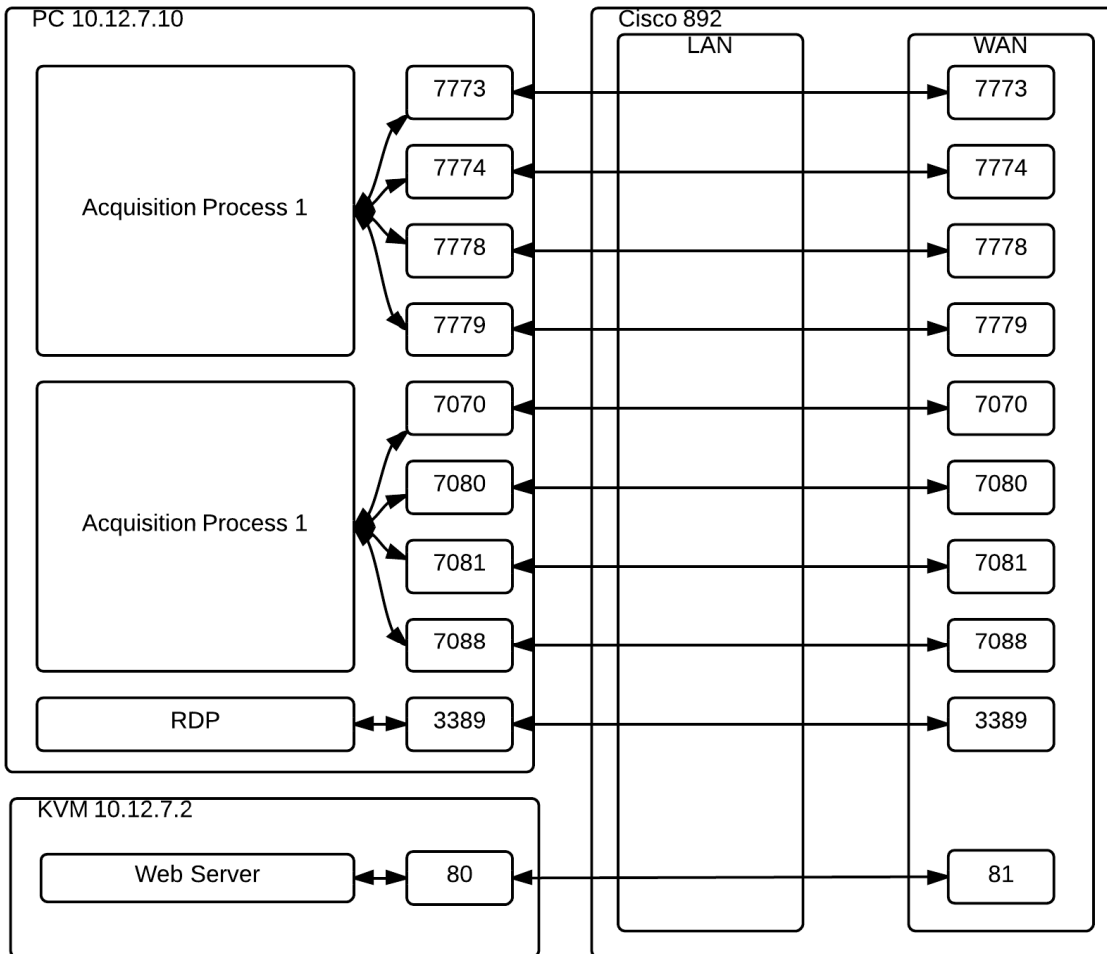 PC 10.12.7.10
Cisco 892
LAN
WAN
Acquisition Process 1
7773
7773
7774
7774
7778
7778
7779
7779
Acquisition Process 1
7070
7070
7080
7080
7081
7081
7088
7088
RDP
3389
3389
KVM 10.12.7.2
Web Server
80
81